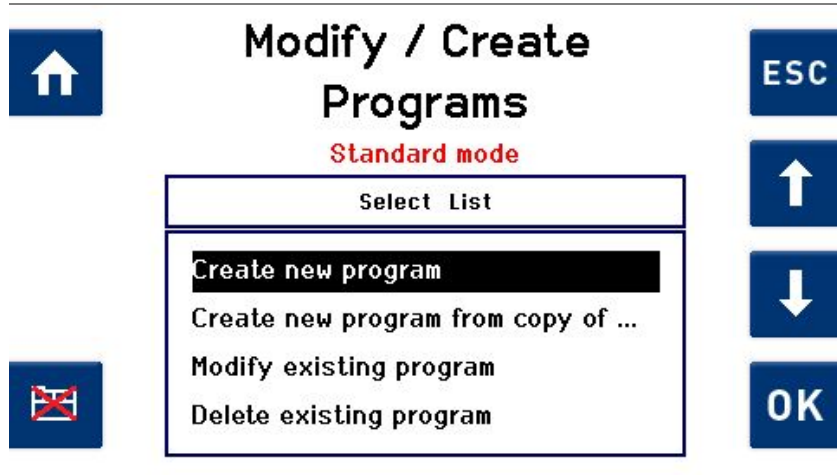 Modify / Create
Programs
ESC
Standard mode
Select List
Create new program
Create new program from copy of ...
Modify existing program
Delete existing program
OK